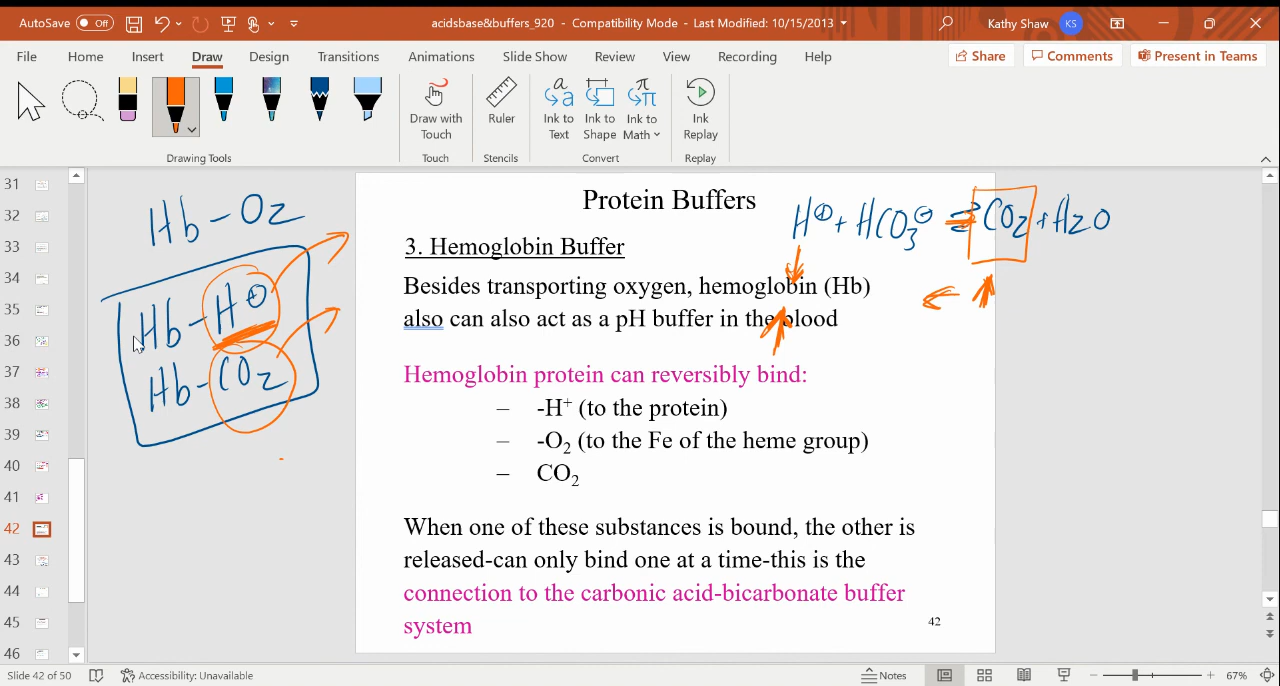 AutoSave Off acidsbase&buffers_920 - Compatibility Mode - Last Modified: 10/15/2013 Kathy Shaw KS
File Home Insert Draw Design Transitions Animations Slide Show Review View Recording Help Share Comments Present in Teams
Draw with Touch
Ruler
Ink to Text
Ink to Shape
Ink to Math
Ink Replay
Drawing Tools Touch Stencils Convert Replay
31
32
33
34
35
36
37
38
39
40
41
42
43
44
45
46
Hb-O2
Hb-H⊕
Hb-CO2
Protein Buffers
H⊕ + HCO3⊖ ⇌ CO2 + H2O
3. Hemoglobin Buffer
Besides transporting oxygen, hemoglobin (Hb)
also can also act as a pH buffer in the blood
Hemoglobin protein can reversibly bind:
– -H⁺ (to the protein)
– -O₂ (to the Fe of the heme group)
– CO₂
When one of these substances is bound, the other is
released-can only bind one at a time-this is the
connection to the carbonic acid-bicarbonate buffer
system
42
Slide 42 of 50 Accessibility: Unavailable Notes 67%